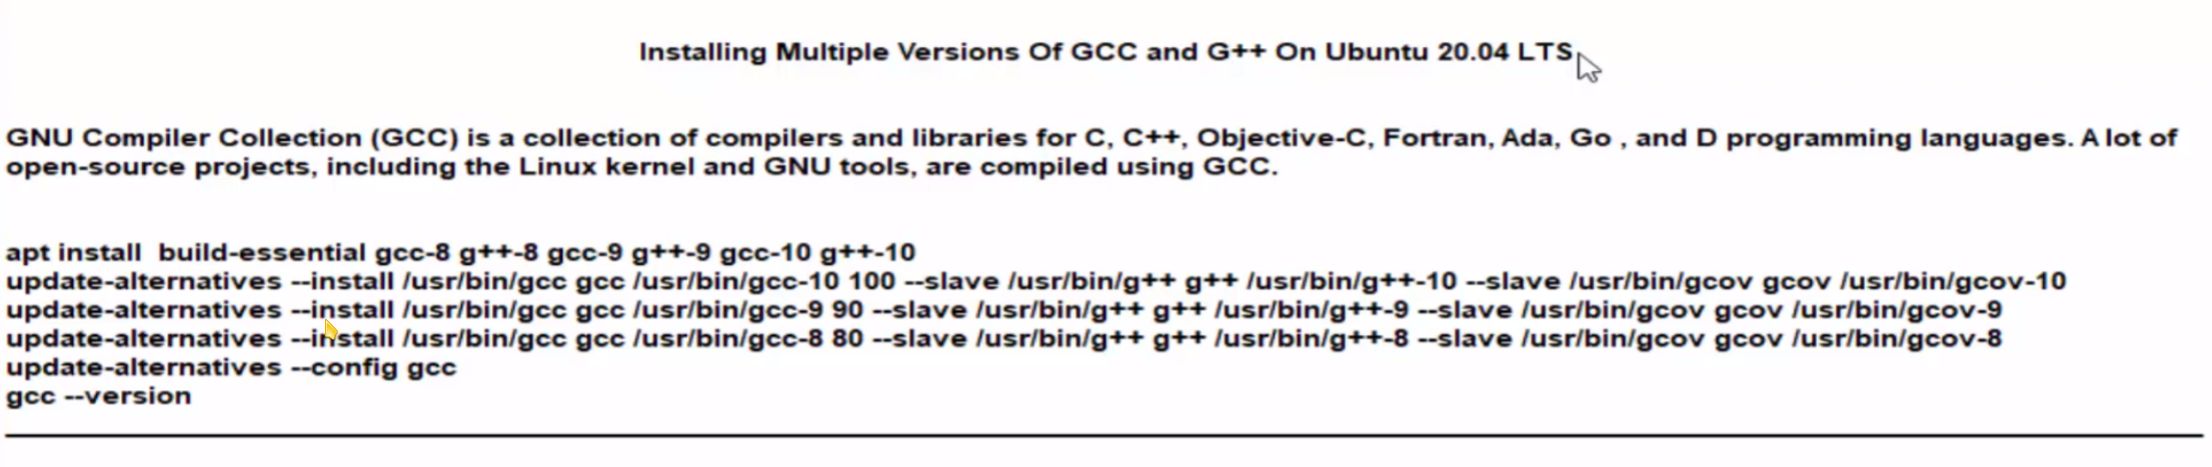 Installing Multiple Versions Of GCC and G++ On Ubuntu 20.04 LTS
GNU Compiler Collection (GCC) is a collection of compilers and libraries for C, C++, Objective-C, Fortran, Ada, Go , and D programming languages. A lot of
open-source projects, including the Linux kernel and GNU tools, are compiled using GCC.
apt install  build-essential gcc-8 g++-8 gcc-9 g++-9 gcc-10 g++-10
update-alternatives --install /usr/bin/gcc gcc /usr/bin/gcc-10 100 --slave /usr/bin/g++ g++ /usr/bin/g++-10 --slave /usr/bin/gcov gcov /usr/bin/gcov-10
update-alternatives --install /usr/bin/gcc gcc /usr/bin/gcc-9 90 --slave /usr/bin/g++ g++ /usr/bin/g++-9 --slave /usr/bin/gcov gcov /usr/bin/gcov-9
update-alternatives --install /usr/bin/gcc gcc /usr/bin/gcc-8 80 --slave /usr/bin/g++ g++ /usr/bin/g++-8 --slave /usr/bin/gcov gcov /usr/bin/gcov-8
update-alternatives --config gcc
gcc --version